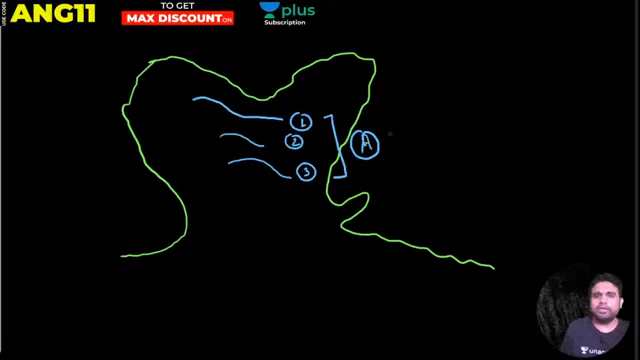 USE CODE
ANG11
TO GET
MAX DISCOUNT ON
plus
Subscription
1
2
A
3